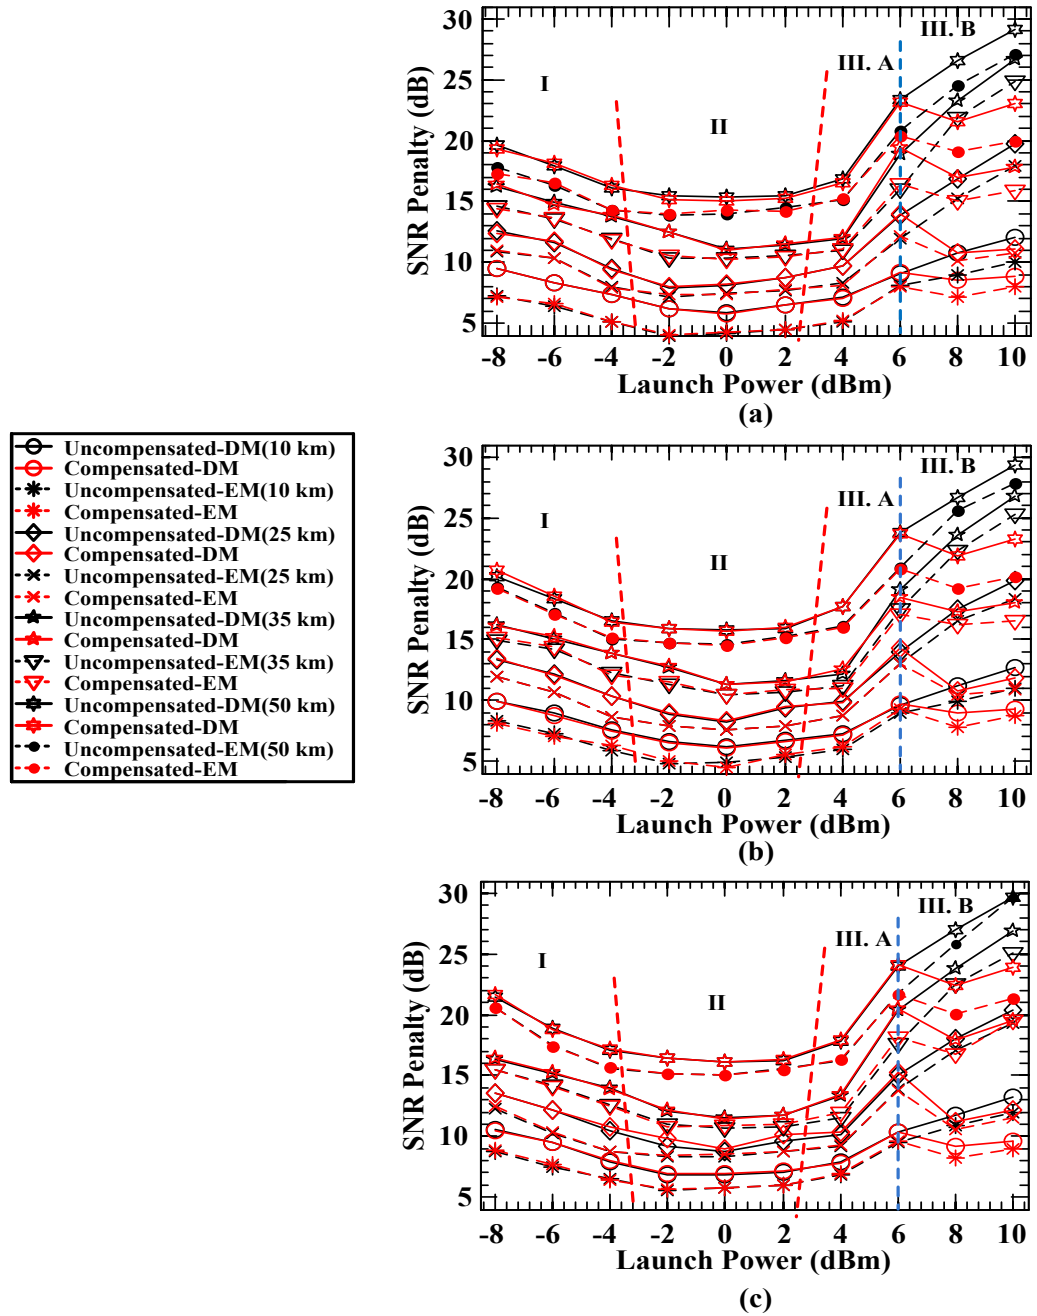 30
25
20
15
10
5
SNR Penalty (dB)
I
II
III. A
III. B
-8 -6 -4 -2 0 2 4 6 8 10
Launch Power (dBm)
(a)
Uncompensated-DM(10 km)
Compensated-DM
Uncompensated-EM(10 km)
Compensated-EM
Uncompensated-DM(25 km)
Compensated-DM
Uncompensated-EM(25 km)
Compensated-EM
Uncompensated-DM(35 km)
Compensated-DM
Uncompensated-EM(35 km)
Compensated-EM
Uncompensated-DM(50 km)
Compensated-DM
Uncompensated-EM(50 km)
Compensated-EM
30
25
20
15
10
5
SNR Penalty (dB)
I
II
III. A
III. B
-8 -6 -4 -2 0 2 4 6 8 10
Launch Power (dBm)
(b)
30
25
20
15
10
5
SNR Penalty (dB)
I
II
III. A
III. B
-8 -6 -4 -2 0 2 4 6 8 10
Launch Power (dBm)
(c)